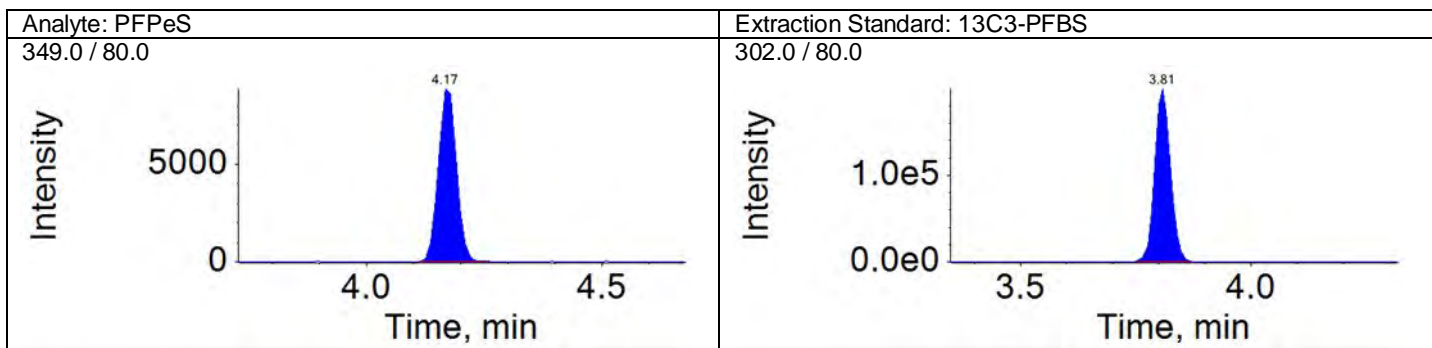 Analyte: PFPeS
Extraction Standard: 13C3-PFBS
349.0 / 80.0
302.0 / 80.0
4.17
Intensity
5000
0
4.0
4.5
Time, min
3.81
Intensity
1.0e5
0.0e0
3.5
4.0
Time, min